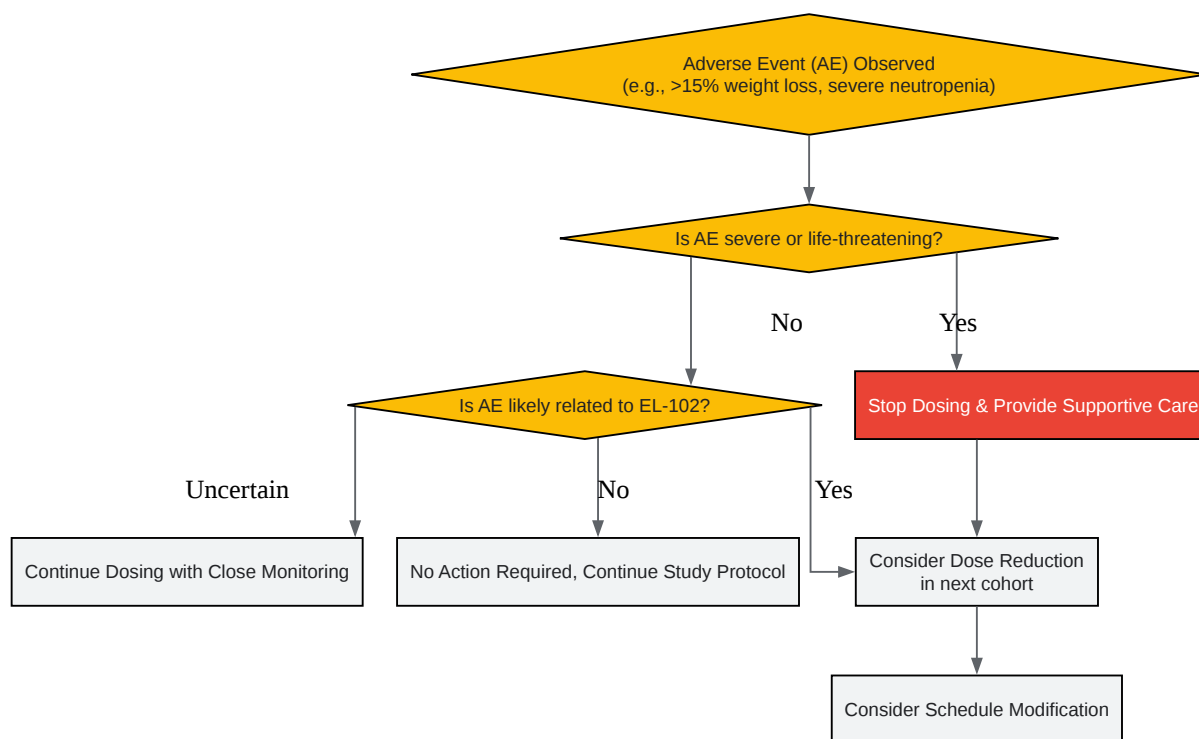 Adverse Event (AE) Observed
(e.g., >15% weight loss, severe neutropenia)
Is AE severe or life-threatening?
No
Yes
Is AE likely related to EL-102?
Stop Dosing & Provide Supportive Care
Uncertain
No
Yes
Continue Dosing with Close Monitoring
No Action Required, Continue Study Protocol
Consider Dose Reduction
in next cohort
Consider Schedule Modification